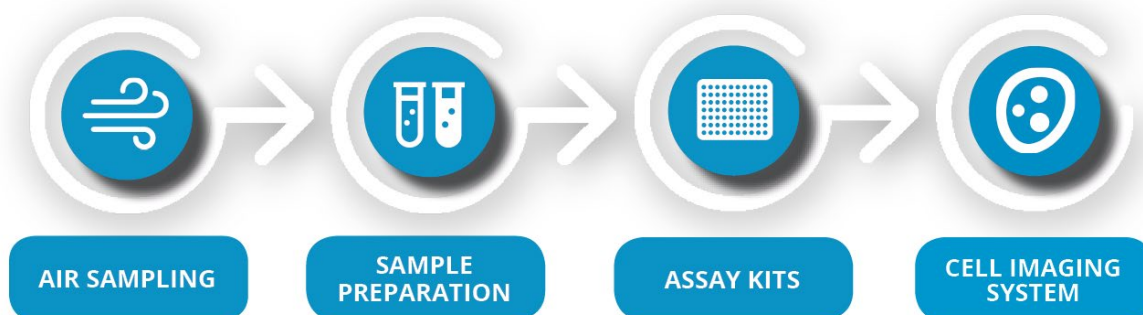 AIR SAMPLING
SAMPLE
PREPARATION
ASSAY KITS
CELL IMAGING
SYSTEM